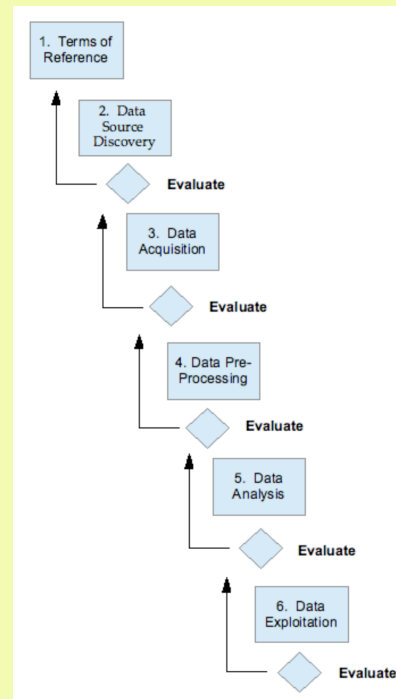 1. Terms of
Reference
2. Data
Source
Discovery
Evaluate
3. Data
Acquisition
Evaluate
4. Data Pre-
Processing
Evaluate
5. Data
Analysis
Evaluate
6. Data
Exploitation
Evaluate